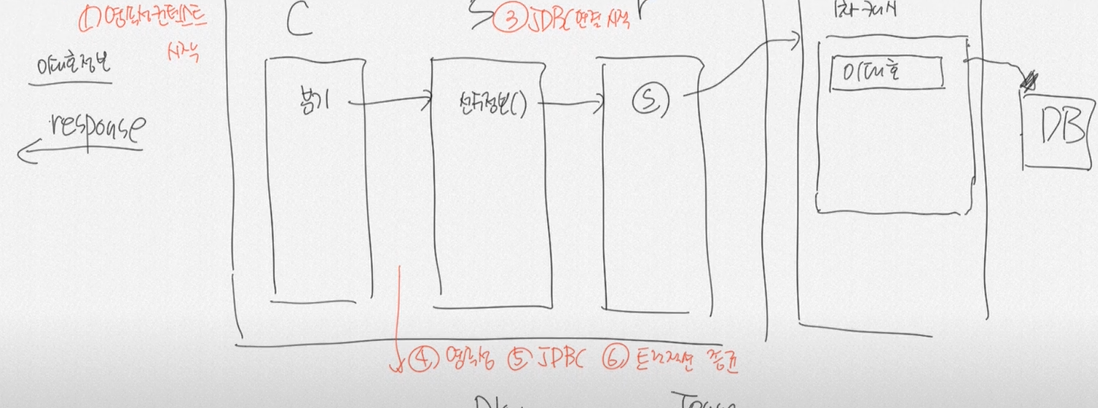 ① 영속성컨텍스트
시작
C
③ JDBC 연결 시작
이대호정보
response
붐기
선수정보()
S
이대호
DB
④ 영속성 ⑤ JDBC ⑥ 트랜잭션 종료